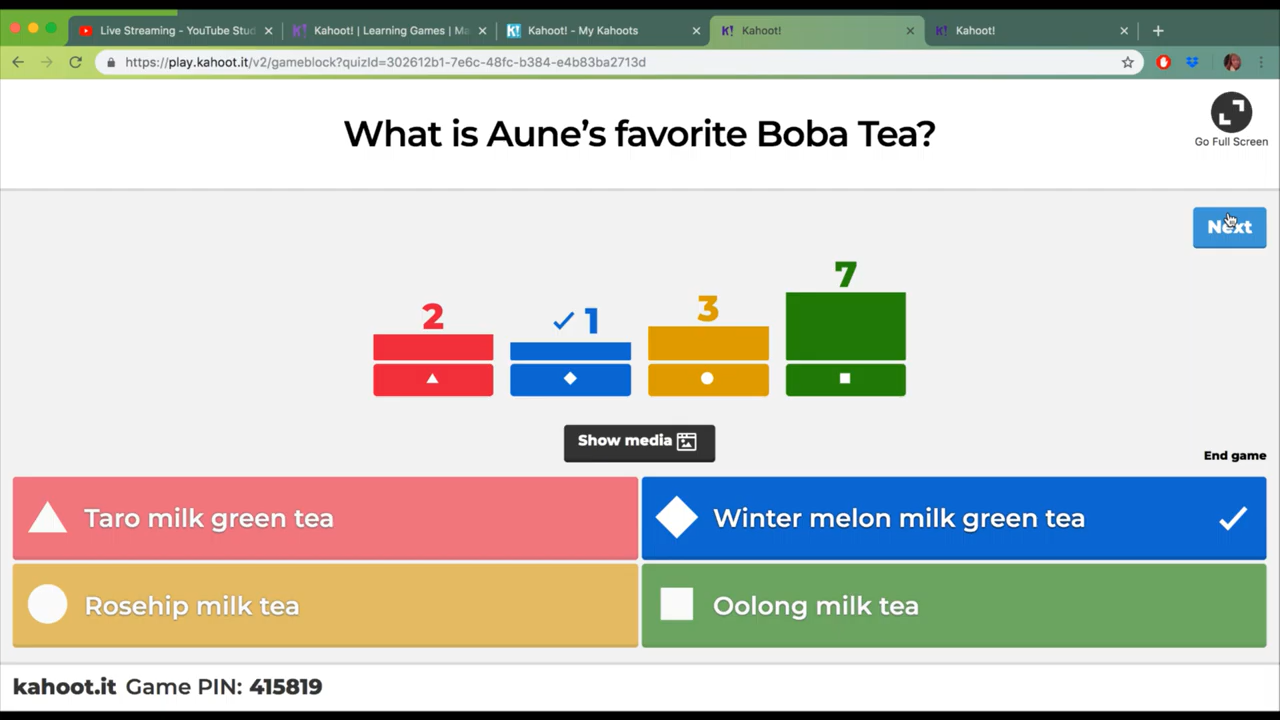 Live Streaming - YouTube Stud
Kahoot! | Learning Games | Ma
K! Kahoot! - My Kahoots
K! Kahoot!
K! Kahoot!
https://play.kahoot.it/v2/gameblock?quizId=302612b1-7e6c-48fc-b384-e4b83ba2713d
What is Aune's favorite Boba Tea?
Go Full Screen
Next
2
1
3
7
Show media
End game
Taro milk green tea
Winter melon milk green tea
Rosehip milk tea
Oolong milk tea
kahoot.it Game PIN: 415819